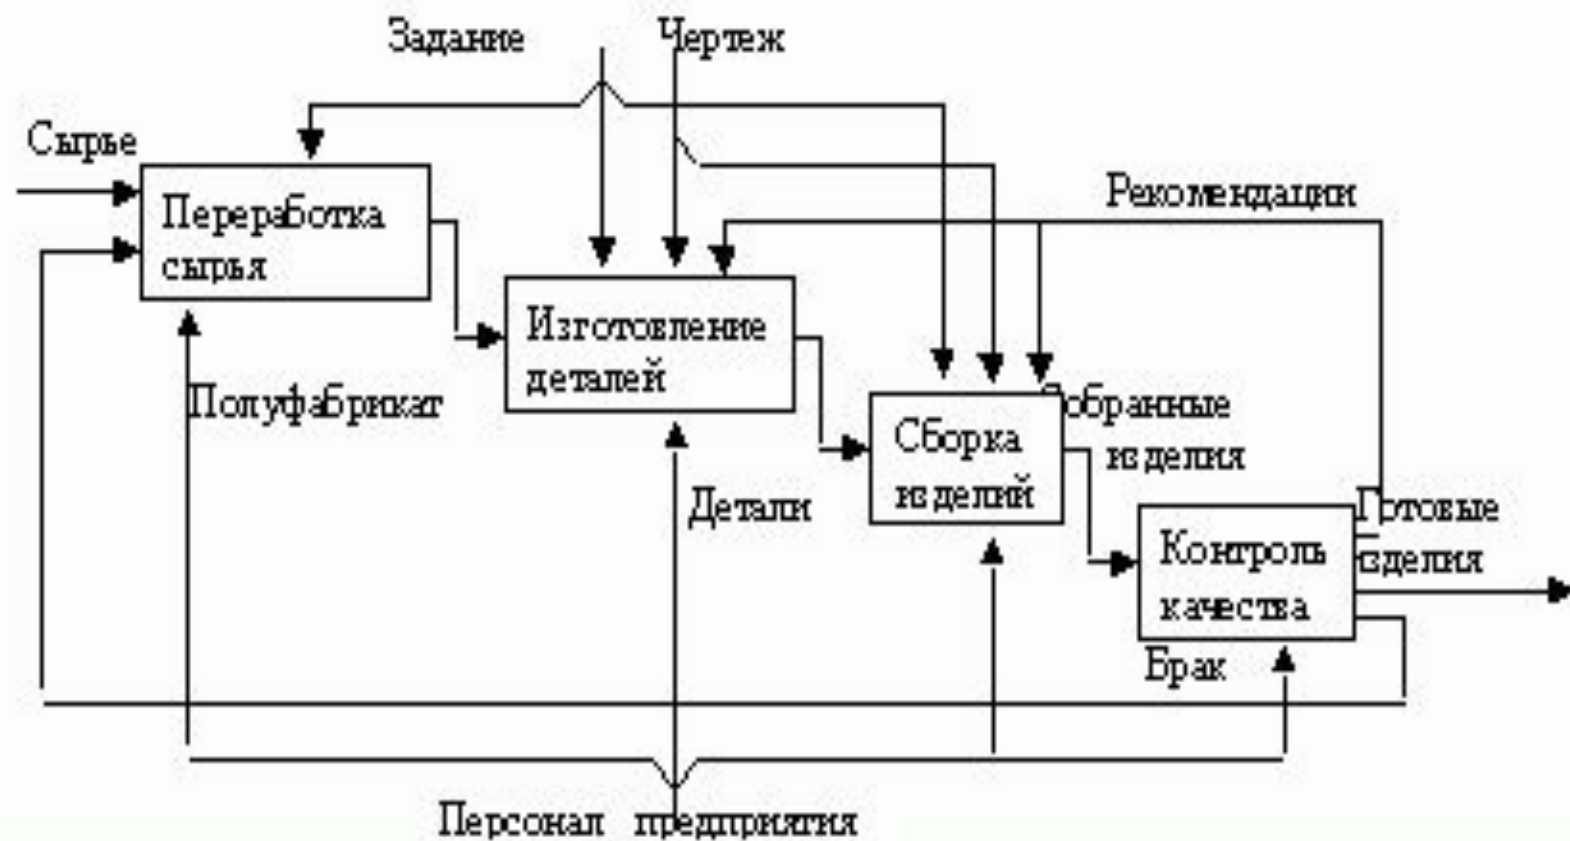 Задание Чертеж
Сырье
Рекомендации
Переработка
сырья
Изготовление
деталей
Полуфабрикат
Собранные
изделия
Сборка
изделий
Детали
Готовые
изделия
Контроль
качества
Брак
Персонал предприятия